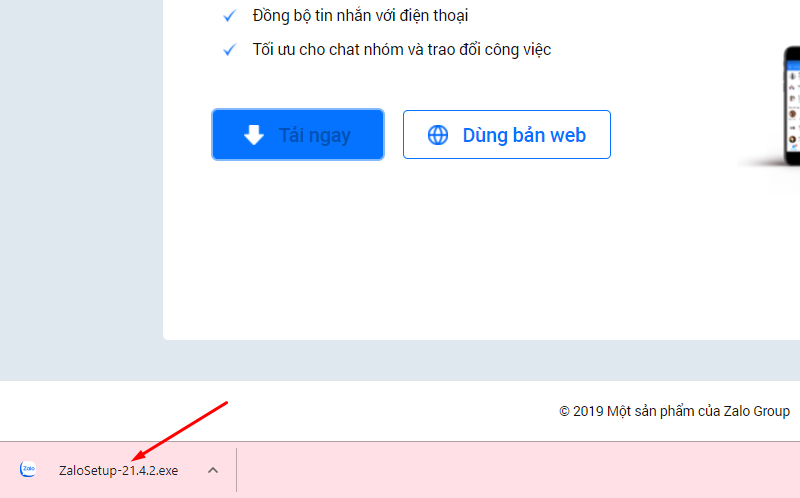 Đồng bộ tin nhắn với điện thoại
Tối ưu cho chat nhóm và trao đổi công việc
Tải ngay
Dùng bản web
© 2019 Một sản phẩm của Zalo Group
Zalo
ZaloSetup-21.4.2.exe